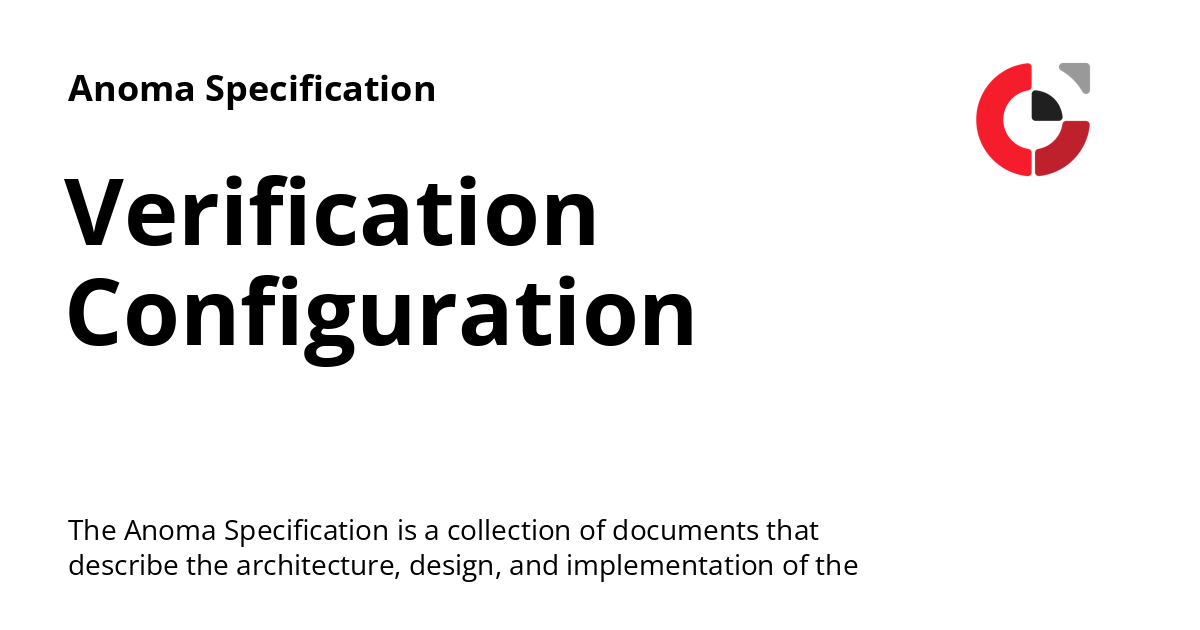 Anoma Specification
Verification
Configuration
The Anoma Specification is a collection of documents that
describe the architecture, design, and implementation of the